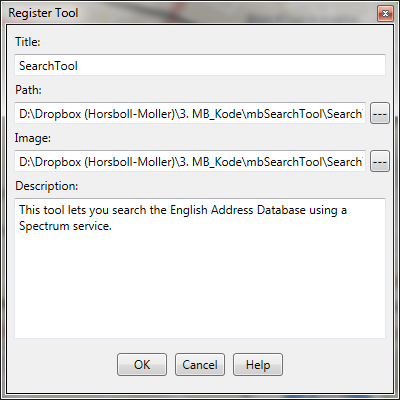 Register Tool
Title:
SearchTool
Path:
D:\Dropbox (Horsboll-Moller)\3. MB_Kode\mbSearchTool\Search
---
Image:
D:\Dropbox (Horsboll-Moller)\3. MB_Kode\mbSearchTool\Search
---
Description:
This tool lets you search the English Address Database using a
Spectrum service.
OK Cancel Help